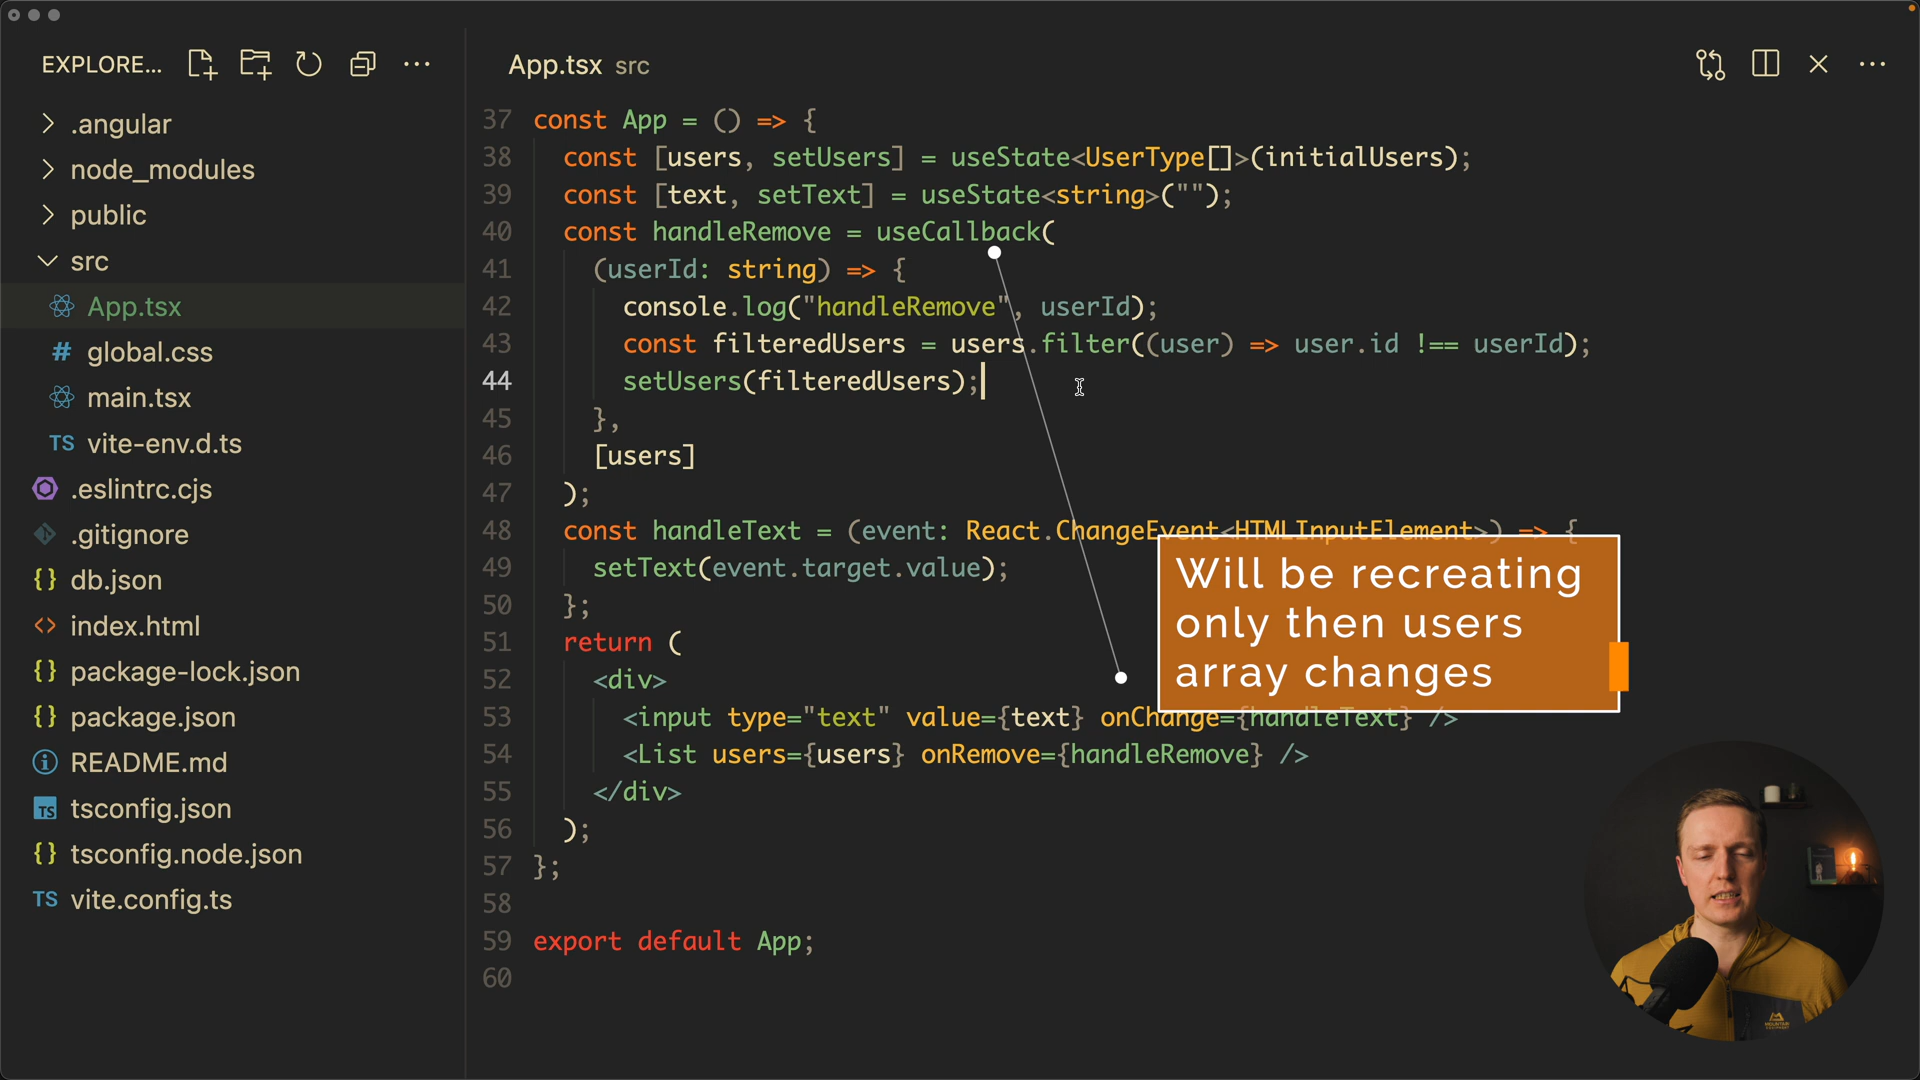 EXPLORE...
App.tsx src
.angular
node_modules
public
src
App.tsx
# global.css
main.tsx
TS vite-env.d.ts
.eslintrc.cjs
.gitignore
{} db.json
<> index.html
{} package-lock.json
{} package.json
README.md
TS tsconfig.json
{} tsconfig.node.json
TS vite.config.ts
37 const App = () => {
38 const [users, setUsers] = useState<UserType[]>(initialUsers);
39 const [text, setText] = useState<string>("");
40 const handleRemove = useCallback(
41 (userId: string) => {
42 console.log("handleRemove", userId);
43 const filteredUsers = users.filter((user) => user.id !== userId);
44 setUsers(filteredUsers);
45 },
46 [users]
47 );
48 const handleText = (event: React.ChangeEvent<HTMLInputElement>) => {
49 setText(event.target.value);
50 };
51 return (
52 <div>
53 <input type="text" value={text} onChange={handleText} />
54 <List users={users} onRemove={handleRemove} />
55 </div>
56 );
57 };
58
59 export default App;
60
Will be recreating
only then users
array changes